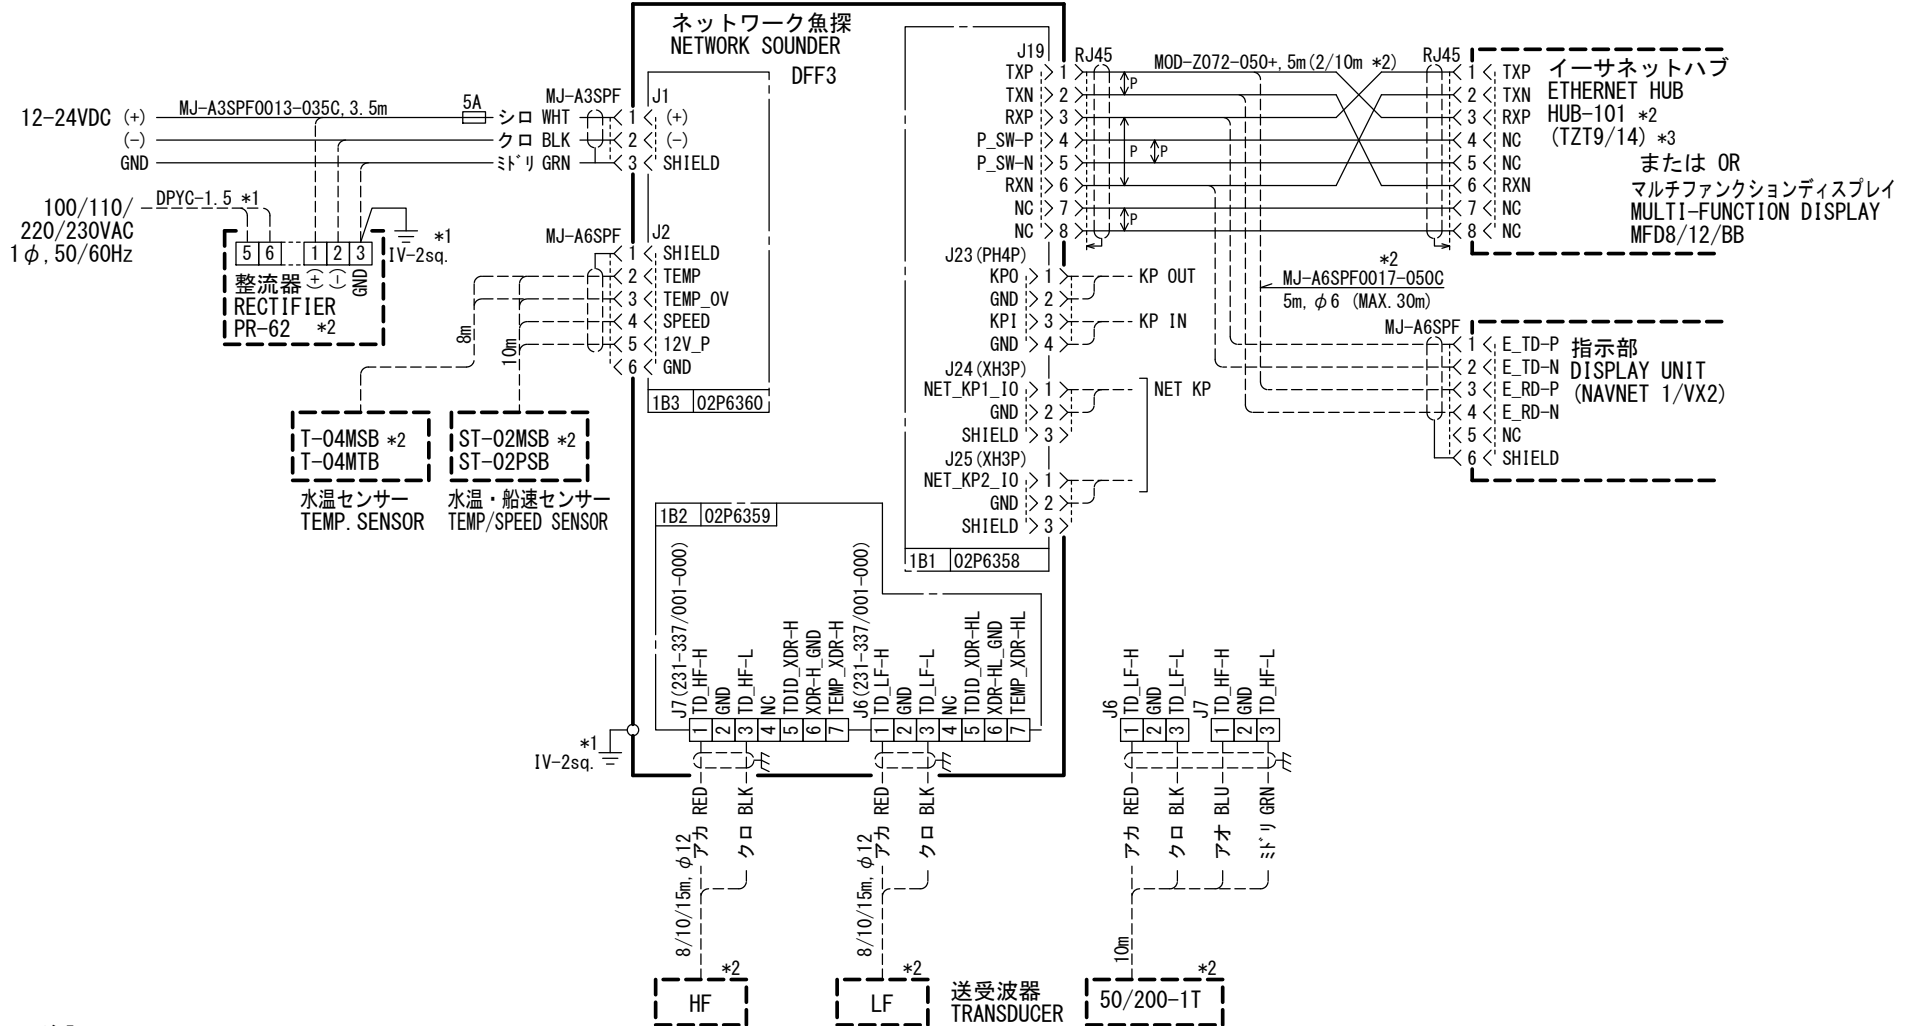 ネットワーク魚探
NETWORK SOUNDER
DFF3
12-24VDC (+)
(-)
GND
MJ-A3SPF0013-035C, 3.5m
5A
シロ WHT
クロ BLK
ﾐﾄﾞﾘ GRN
MJ-A3SPF
J1
1 (+)
2 (-)
3 SHIELD
100/110/
220/230VAC
1φ, 50/60Hz
DPYC-1.5 *1
5 6 1 2 3
(+) (-) GND
整流器
RECTIFIER
PR-62 *2
*1
IV-2sq.
MJ-A6SPF
J2
1 SHIELD
2 TEMP
3 TEMP_0V
4 SPEED
5 12V_P
6 GND
8m
10m
1B3 02P6360
T-04MSB *2
T-04MTB
水温センサー
TEMP. SENSOR
ST-02MSB *2
ST-02PSB
水温・船速センサー
TEMP/SPEED SENSOR
J19
TXP 1
TXN 2
RXP 3
P_SW-P 4
P_SW-N 5
RXN 6
NC 7
NC 8
RJ45
MOD-Z072-050+, 5m(2/10m *2)
P
P
P
P
RJ45
1 TXP
2 TXN
3 RXP
4 NC
5 NC
6 RXN
7 NC
8 NC
イーサネットハブ
ETHERNET HUB
HUB-101 *2
(TZT9/14) *3
または OR
マルチファンクションディスプレイ
MULTI-FUNCTION DISPLAY
MFD8/12/BB
J23(PH4P)
KPO 1
GND 2
KPI 3
GND 4
KP OUT
KP IN
J24(XH3P)
NET_KP1_IO 1
GND 2
SHIELD 3
J25(XH3P)
NET_KP2_IO 1
GND 2
SHIELD 3
NET KP
1B1 02P6358
*2
MJ-A6SPF0017-050C
5m, φ6 (MAX. 30m)
MJ-A6SPF
1 E_TD-P
2 E_TD-N
3 E_RD-P
4 E_RD-N
5 NC
6 SHIELD
指示部
DISPLAY UNIT
(NAVNET 1/VX2)
1B2 02P6359
J7(231-337/001-000)
1 TD_HF-H
2 GND
3 TD_HF-L
4 NC
5 TDID_XDR-H
6 XDR-H_GND
7 TEMP_XDR-H
J6(231-337/001-000)
1 TD_LF-H
2 GND
3 TD_LF-L
4 NC
5 TDID_XDR-HL
6 XDR-HL_GND
7 TEMP_XDR-HL
*1
IV-2sq.
8/10/15m, φ12
アカ RED
クロ BLK
8/10/15m, φ12
アカ RED
クロ BLK
J6
1 TD_LF-H
2 GND
3 TD_LF-L
J7
1 TD_HF-H
2 GND
3 TD_HF-L
アカ RED
クロ BLK
アオ BLU
ﾐﾄﾞﾘ GRN
10m
*2
HF
*2
LF
送受波器
TRANSDUCER
*2
50/200-1T